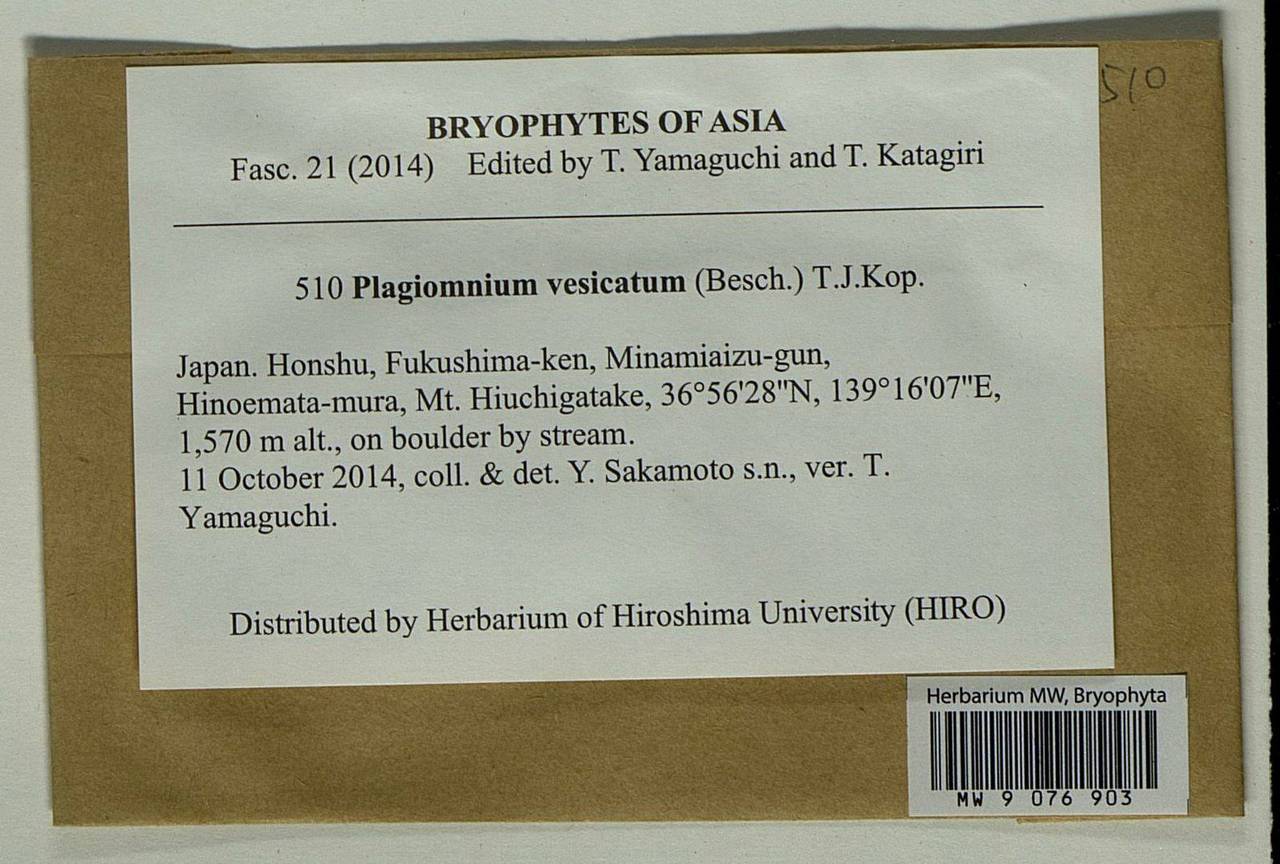 510
BRYOPHYTES OF ASIA
Fasc. 21 (2014) Edited by T. Yamaguchi and T. Katagiri
510 Plagiomnium vesicatum (Besch.) T.J.Kop.
Japan. Honshu, Fukushima-ken, Minamiaizu-gun,
Hinoemata-mura, Mt. Hiuchigatake, 36°56'28"N, 139°16'07"E,
1,570 m alt., on boulder by stream.
11 October 2014, coll. & det. Y. Sakamoto s.n., ver. T.
Yamaguchi.
Distributed by Herbarium of Hiroshima University (HIRO)
Herbarium MW, Bryophyta
MW 9 076 903